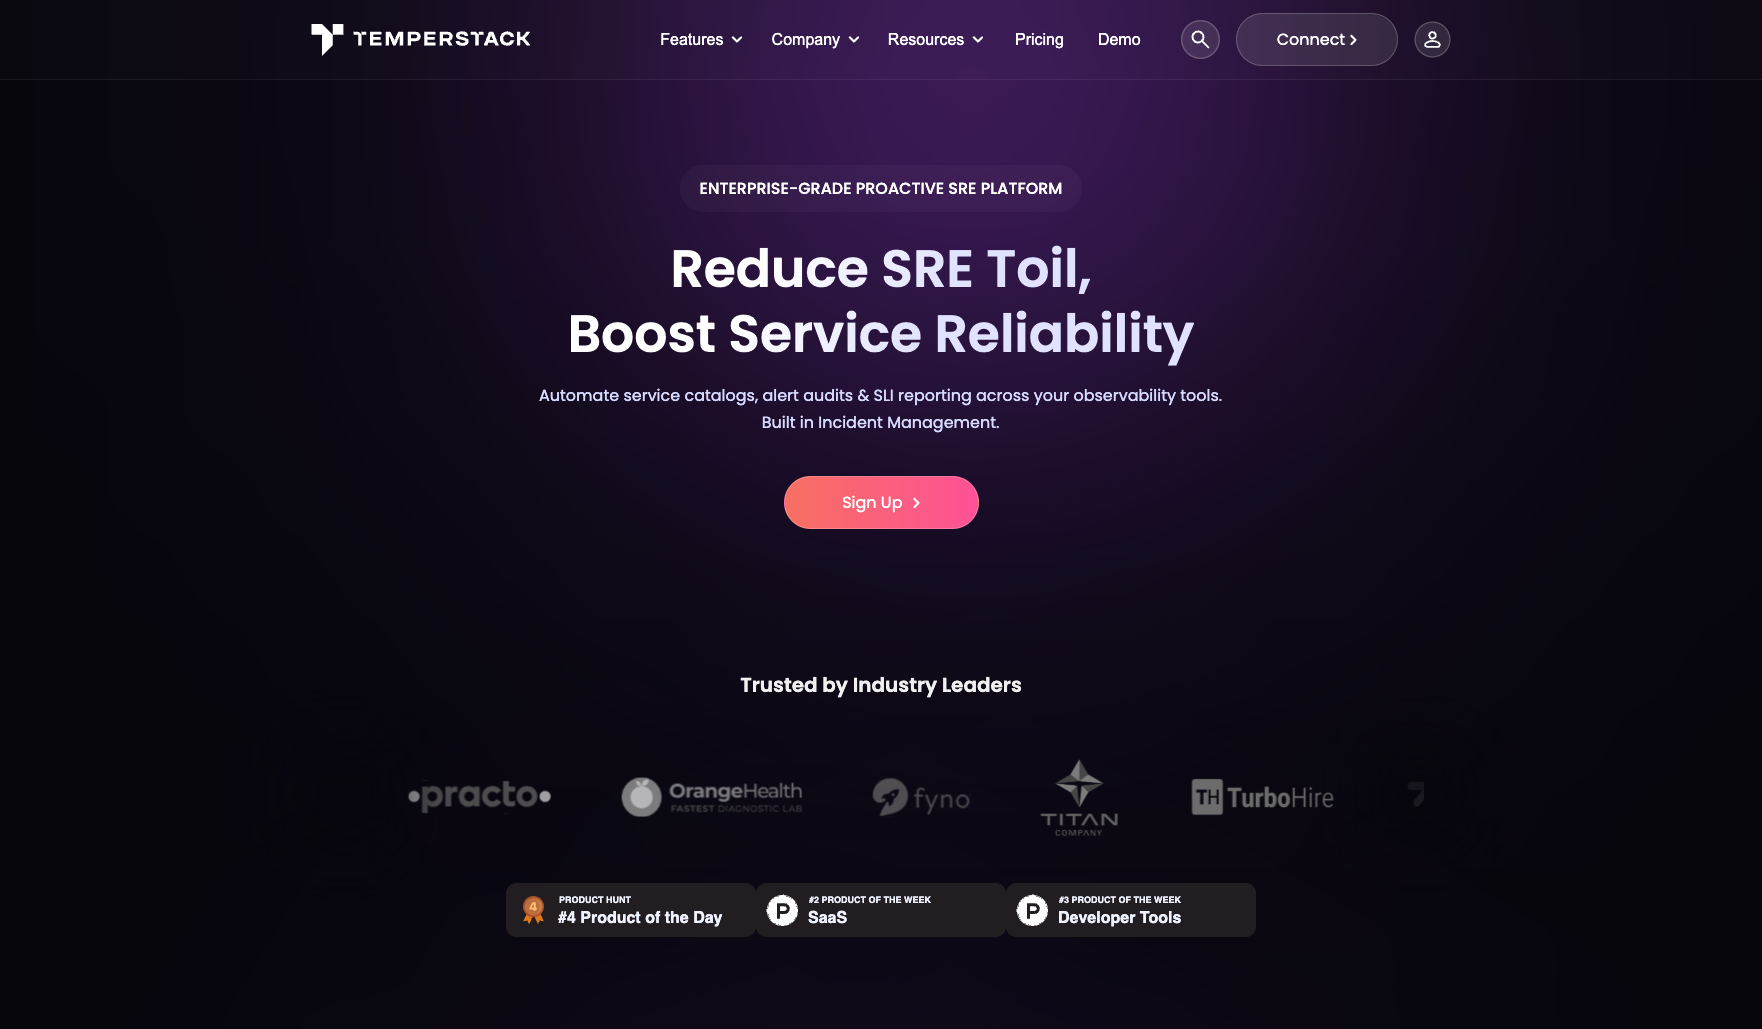 TEMPERSTACK
Features
Company
Resources
Pricing
Demo
Connect
ENTERPRISE-GRADE PROACTIVE SRE PLATFORM
Reduce SRE Toil,
Boost Service Reliability
Automate service catalogs, alert audits & SLI reporting across your observability tools.
Built in Incident Management.
Sign Up
Trusted by Industry Leaders
practo
OrangeHealth
FASTEST DIAGNOSTIC LAB
fyno
TITAN
COMPANY
TH TurboHire
4
PRODUCT HUNT
#4 Product of the Day
P
#2 PRODUCT OF THE WEEK
SaaS
P
#3 PRODUCT OF THE WEEK
Developer Tools